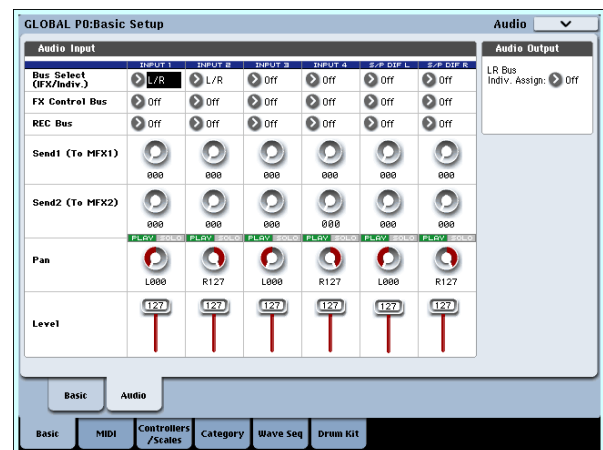 GLOBAL P0:Basic Setup Audio
Audio Input
Audio Output
INPUT 1 INPUT 2 INPUT 3 INPUT 4 S/P DIF L S/P DIF R
Bus Select
(IFX/Indiv.)
L/R L/R Off Off Off Off
LR Bus
Indiv. Assign: Off
FX Control Bus Off Off Off Off Off Off
REC Bus Off Off Off Off Off Off
Send1 (To MFX1)
000 000 000 000 000 000
Send2 (To MFX2)
000 000 000 000 000 000
PLAY SOLO PLAY SOLO PLAY SOLO PLAY SOLO PLAY SOLO PLAY SOLO
Pan
L000 R127 L000 R127 L000 R127
127 127 127 127 127 127
Level
Basic Audio
Basic MIDI Controllers
/Scales Category Wave Seq Drum Kit